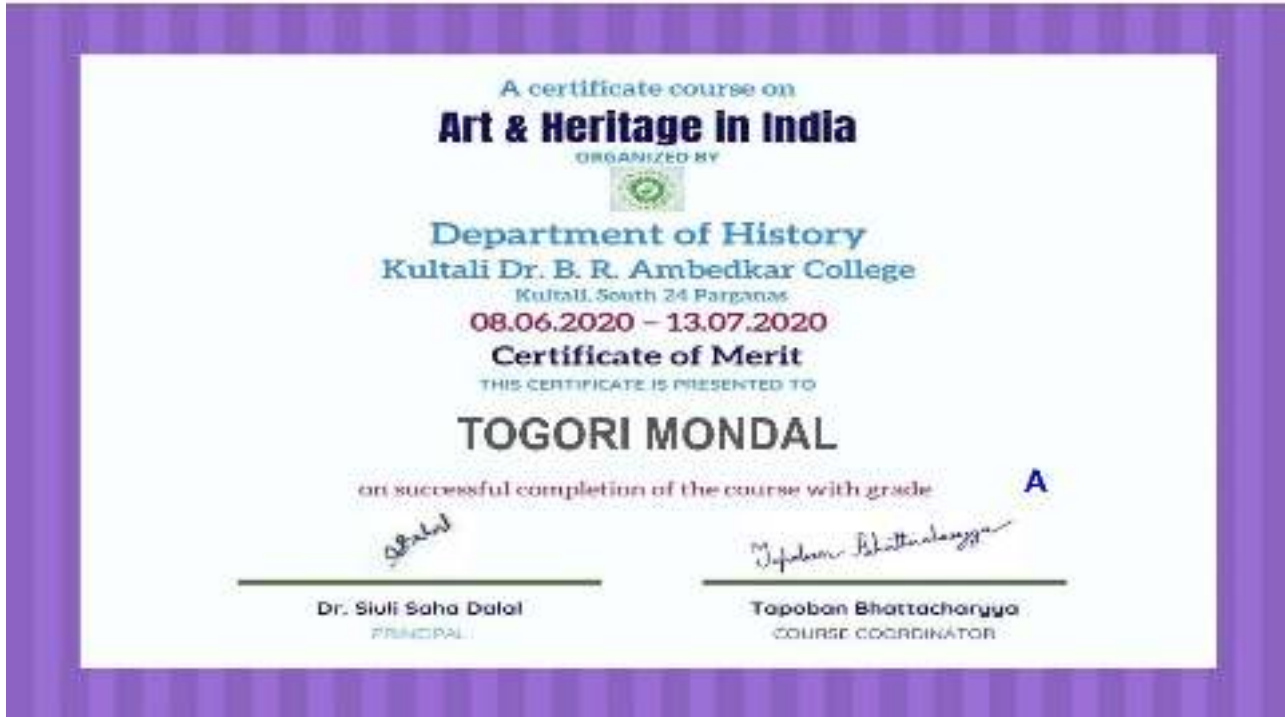 A certificate course on
Art & Heritage in India
ORGANIZED BY
Department of History
Kultali Dr. B. R. Ambedkar College
Kultali, South 24 Parganas
08.06.2020 – 13.07.2020
Certificate of Merit
THIS CERTIFICATE IS PRESENTED TO
TOGORI MONDAL
on successful completion of the course with grade A
Tapoban Bhattacharyya
Dr. Siuli Saha Dalal Tapoban Bhattacharyya
PRINCIPAL COURSE COORDINATOR